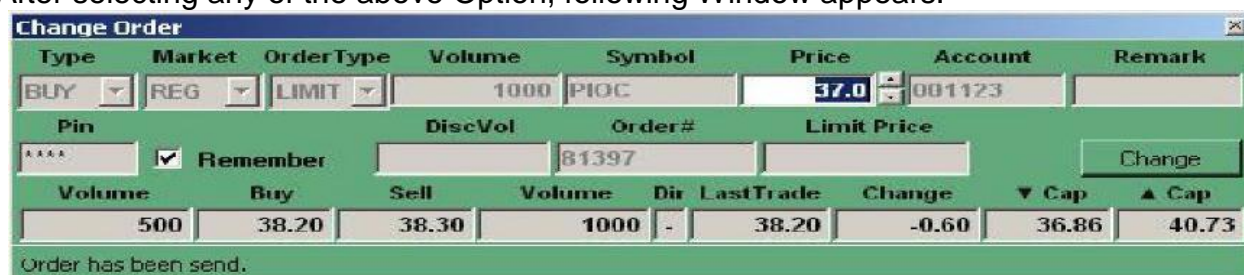 After selecting any of the above Option, following Window appears.
Change Order
Type Market OrderType Volume Symbol Price Account Remark
BUY REG LIMIT 1000 PIOC 37.0 001123
Pin DiscVol Order# Limit Price
**** Remember 81397 Change
Volume Buy Sell Volume Dir LastTrade Change ▼ Cap ▲ Cap
500 38.20 38.30 1000 - 38.20 -0.60 36.86 40.73
Order has been send.